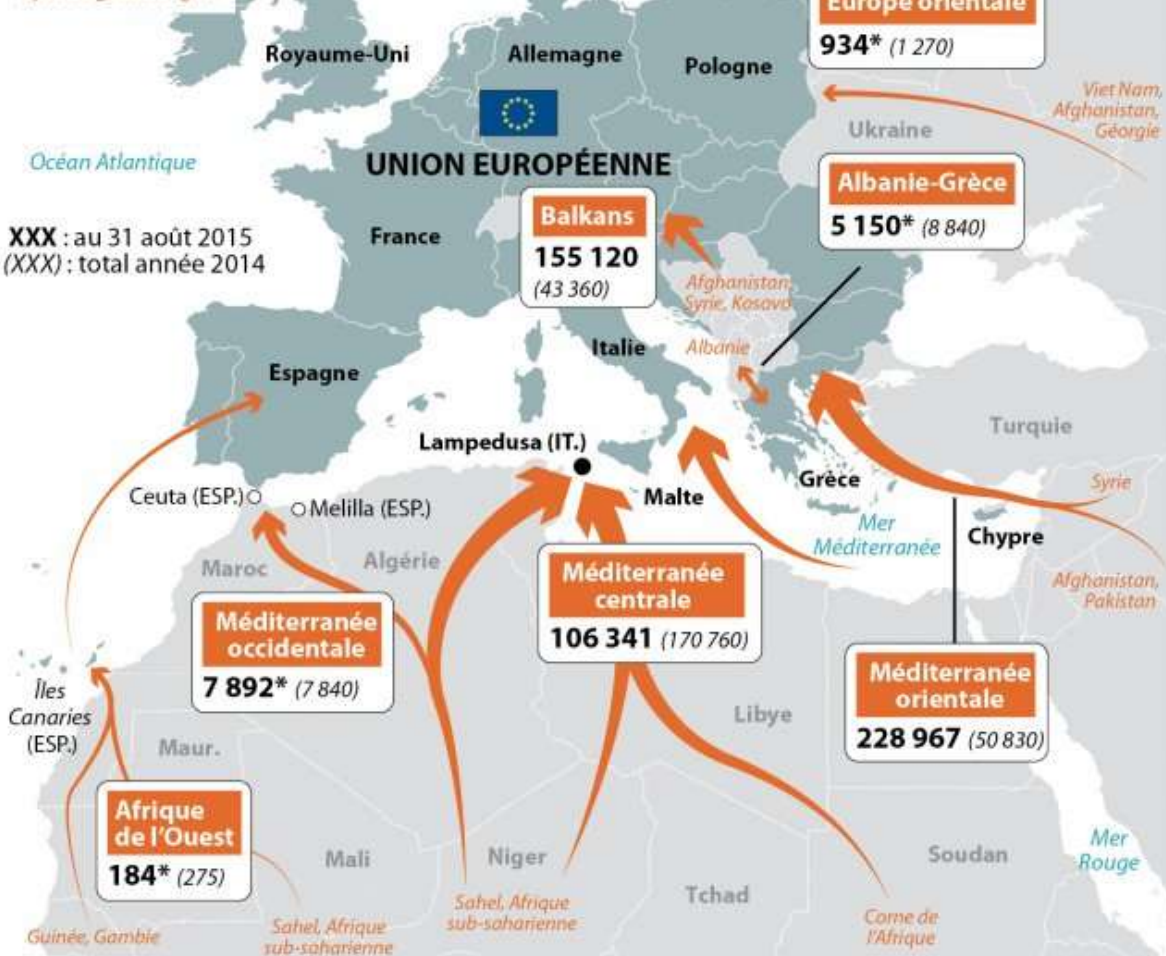 Europe orientale
934* (1 270)
Royaume-Uni
Allemagne
Pologne
Viet Nam,
Afghanistan,
Géorgie
Ukraine
Océan Atlantique
UNION EUROPÉENNE
Albanie-Grèce
5 150* (8 840)
Balkans
155 120
(43 360)
XXX : au 31 août 2015
(XXX) : total année 2014
France
Afghanistan,
Syrie, Kosovo
Italie
Albanie
Espagne
Turquie
Lampedusa (IT.)
Ceuta (ESP.)
Melilla (ESP.)
Malte
Grèce
Syrie
Mer
Méditerranée
Chypre
Maroc
Algérie
Afghanistan,
Pakistan
Méditerranée
centrale
106 341 (170 760)
Méditerranée
occidentale
7 892* (7 840)
Méditerranée
orientale
228 967 (50 830)
Îles
Canaries
(ESP.)
Libye
Maur.
Afrique
de l'Ouest
184* (275)
Mali
Niger
Tchad
Soudan
Mer
Rouge
Guinée, Gambie
Sahel, Afrique
sub-saharienne
Sahel, Afrique
sub-saharienne
Corne de
l'Afrique